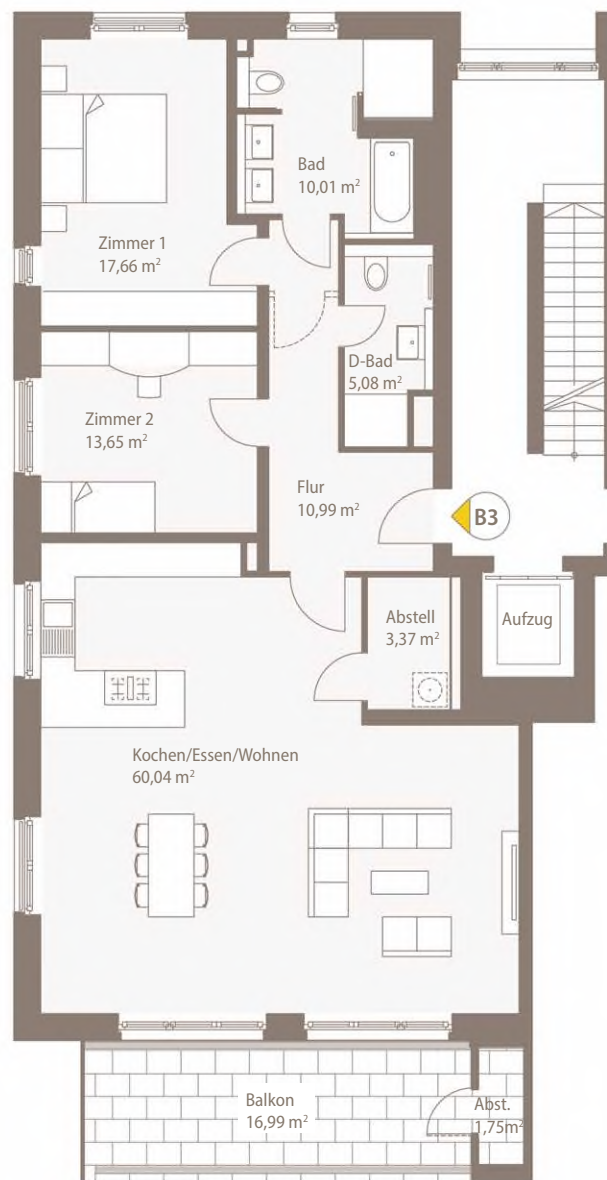 Bad
10,01 m²
Zimmer 1
17,66 m²
D-Bad
5,08 m²
Zimmer 2
13,65 m²
Flur
10,99 m²
B3
Abstell
3,37 m²
Aufzug
Kochen/Essen/Wohnen
60,04 m²
Balkon
16,99 m²
Abst.
1,75m²